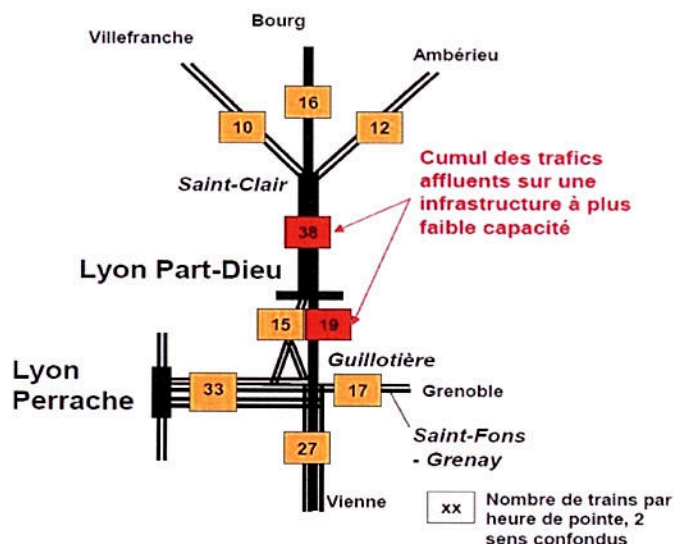 Bourg
Villefranche
Ambérieu
16
10
12
Cumul des trafics
affluents sur une
infrastructure à plus
faible capacité
Saint-Clair
38
Lyon Part-Dieu
15
19
Guillotière
Lyon
Perrache
33
17
Grenoble
Saint-Fons
- Grenay
27
Vienne
xx
Nombre de trains par
heure de pointe, 2
sens confondus